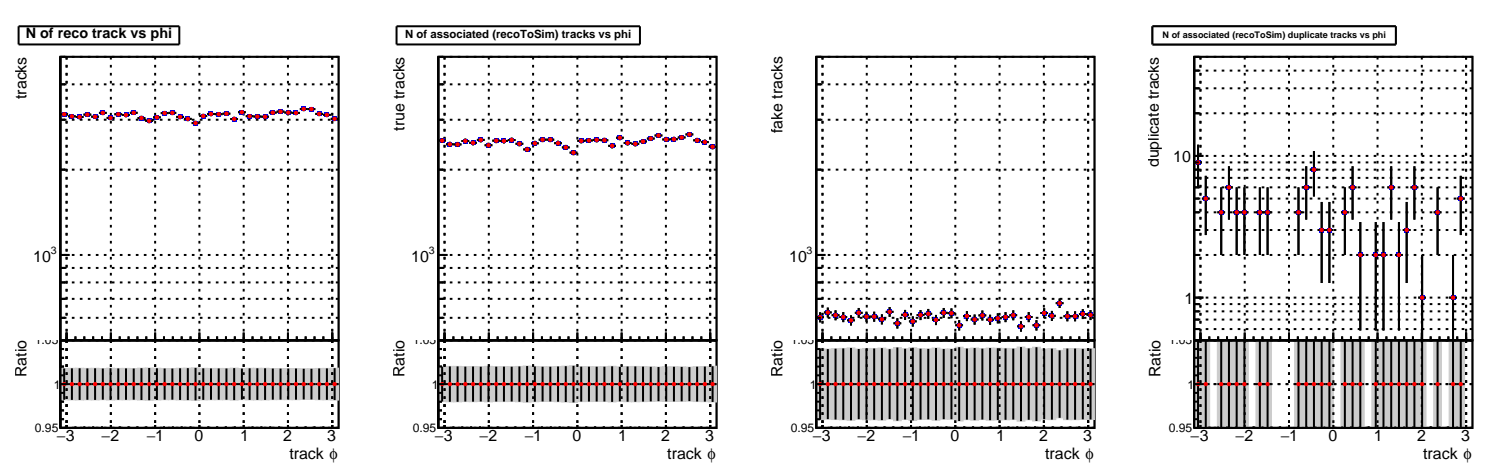 N of reco track vs phi
tracks
10³
Ratio
1.05
1
0.95
−3 −2 −1 0 1 2 3
track ϕ
N of associated (recoToSim) tracks vs phi
true tracks
10³
Ratio
1.05
1
0.95
−3 −2 −1 0 1 2 3
track ϕ
fake tracks
10³
Ratio
1.05
1
0.95
−3 −2 −1 0 1 2 3
track ϕ
N of associated (recoToSim) duplicate tracks vs phi
duplicate tracks
10
1
Ratio
1.05
1
0.95
−3 −2 −1 0 1 2 3
track ϕ